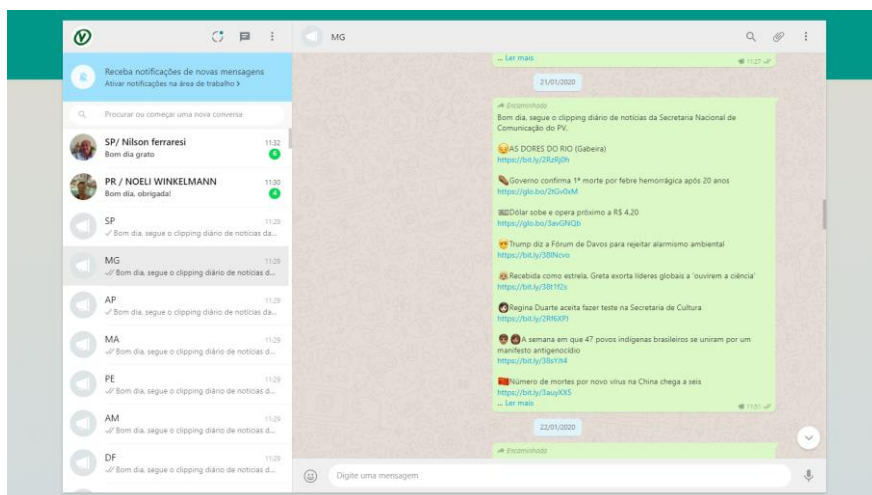 MG
Receba notificações de novas mensagens
Ativar notificações na área de trabalho >
Procurar ou começar uma nova conversa
SP/ Nilson ferraresi 11:32
Bom dia grato 6
PR / NOELI WINKELMANN 11:30
Bom dia, obrigada! 4
SP 11:29
Bom dia, segue o clipping diário de notícias da...
MG 11:29
Bom dia, segue o clipping diário de notícias d...
AP 11:29
Bom dia, segue o clipping diário de notícias da...
MA 11:29
Bom dia, segue o clipping diário de notícias d...
PE 11:29
Bom dia, segue o clipping diário de notícias d...
AM 11:29
Bom dia, segue o clipping diário de notícias d...
DF 11:29
Bom dia, segue o clipping diário de notícias d...
... Ler mais 11:27
21/01/2020
Encaminhada
Bom dia, segue o clipping diário de notícias da Secretaria Nacional de
Comunicação do PV.
AS DORES DO RIO (Gabeira)
https://bit.ly/2RzRj0h
Governo confirma 1ª morte por febre hemorrágica após 20 anos
https://glo.bo/2tGv0xM
Dólar sobe e opera próximo a R$ 4,20
https://glo.bo/3avGNQb
Trump diz a Fórum de Davos para rejeitar alarmismo ambiental
https://bit.ly/38INcvo
Recebida como estrela, Greta exorta líderes globais a 'ouvirem a ciência'
https://bit.ly/38t1f2s
Regina Duarte aceita fazer teste na Secretaria de Cultura
https://bit.ly/2Rf6XPI
A semana em que 47 povos indígenas brasileiros se uniram por um
manifesto antigenocídio
https://bit.ly/38sYJt4
Número de mortes por novo vírus na China chega a seis
https://bit.ly/3auyXXS
... Ler mais 11:51
22/01/2020
Encaminhada
Digite uma mensagem